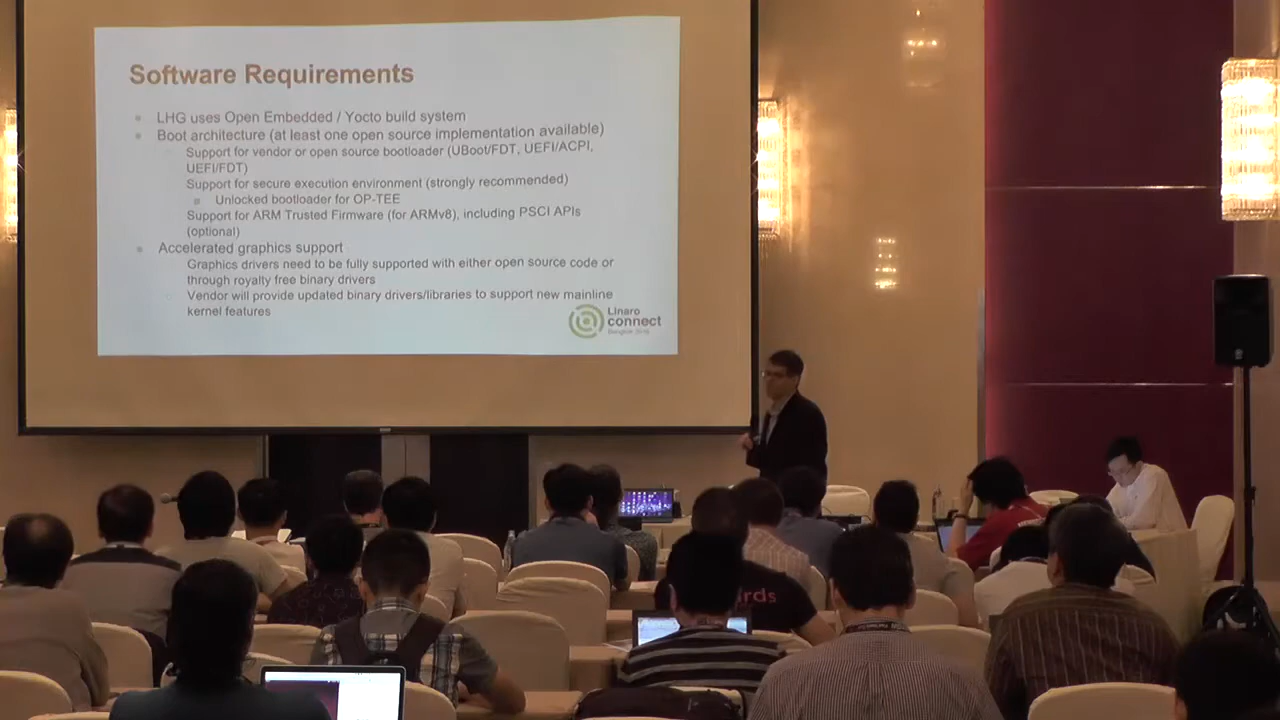 Software Requirements
LHG uses Open Embedded / Yocto build system
Boot architecture (at least one open source implementation available)
Support for vendor or open source bootloader (UBoot/FDT, UEFI/ACPI,
UEFI/FDT)
Support for secure execution environment (strongly recommended)
Unlocked bootloader for OP-TEE
Support for ARM Trusted Firmware (for ARMv8), including PSCI APIs
(optional)
Accelerated graphics support
Graphics drivers need to be fully supported with either open source code or
through royalty free binary drivers
Vendor will provide updated binary drivers/libraries to support new mainline
kernel features
Linaro
connect
Bangkok 2016
rds